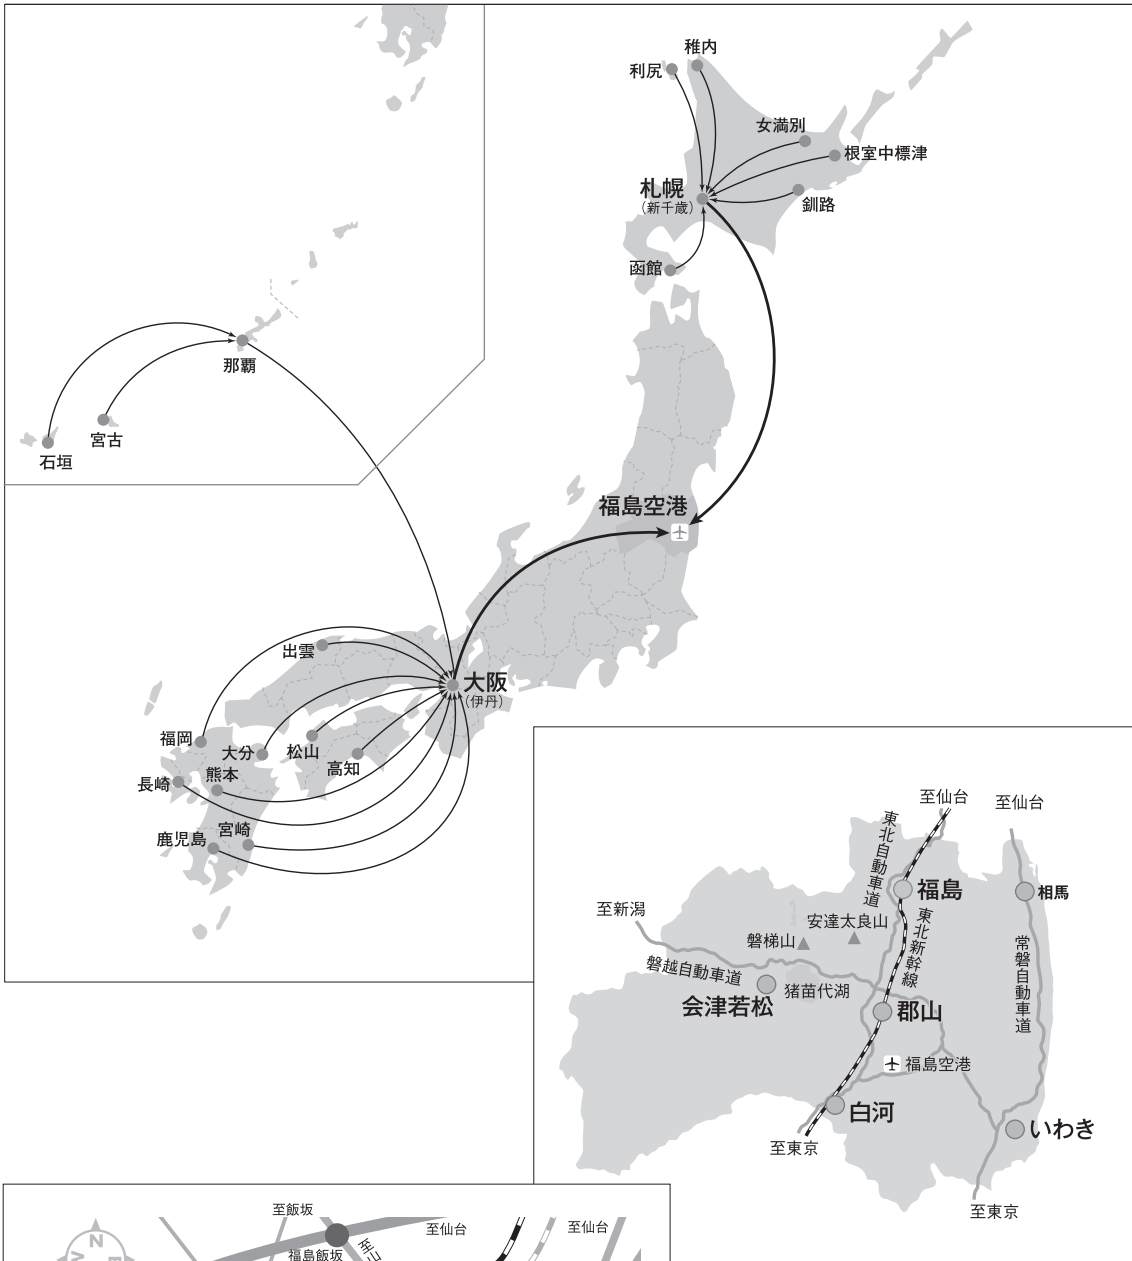 稚内
利尻
女満別
根室中標津
札幌
(新千歳)
釧路
函館
那覇
宮古
石垣
福島空港
出雲
大阪
(伊丹)
福岡
大分
松山
高知
熊本
長崎
宮崎
鹿児島
至仙台
至仙台
東北自動車道
福島
相馬
至新潟
安達太良山
磐梯山
東北新幹線
常磐自動車道
磐越自動車道
猪苗代湖
会津若松
郡山
福島空港
白河
いわき
至東京
至東京
至飯坂
至仙台
至仙台
福島飯坂
N